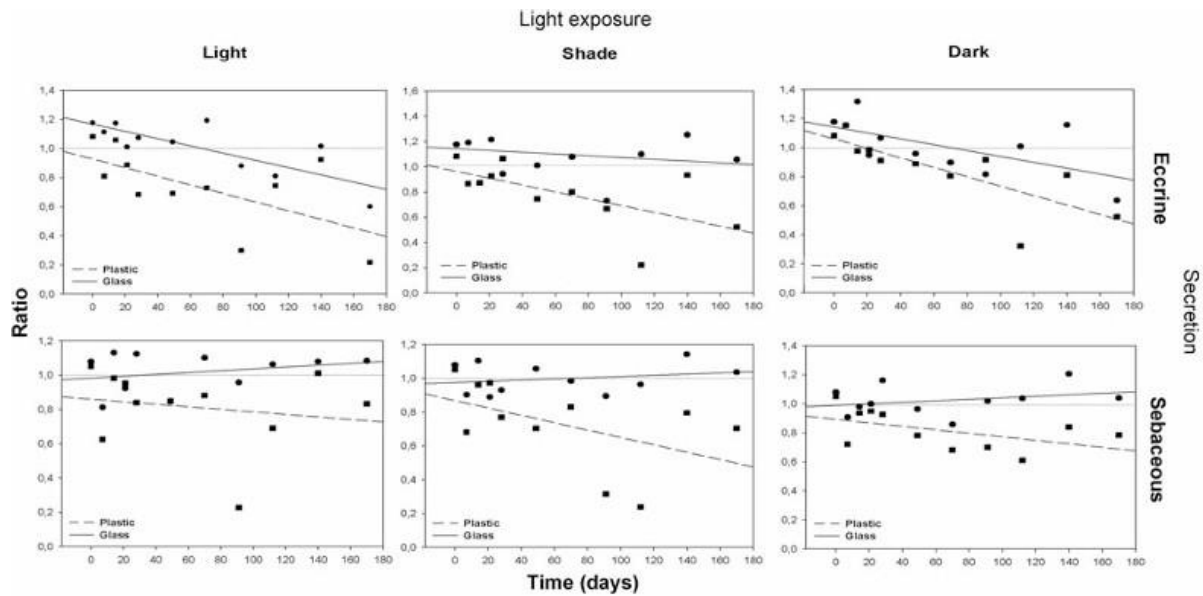 Light exposure
Light Shade Dark
1,4 1,6 1,4
1,2 1,4 1,2
1,0 1,2 1,0
0,8 1,0 0,8
0,6 0,8 0,6
0,4 0,6 0,4
0,2 0,4 0,2
0,0 0,2 0,0
0,0
Plastic Plastic Plastic
Glass Glass Glass
0 20 40 60 80 100 120 140 160 180
0 20 40 60 80 100 120 140 160 180
0 20 40 60 80 100 120 140 160 180
Eccrine
Ratio
Secretion
1,2 1,2 1,4
1,0 1,0 1,2
0,8 0,8 1,0
0,6 0,6 0,8
0,4 0,4 0,6
0,2 0,2 0,4
0,0 0,0 0,2
0,0
Plastic Plastic Plastic
Glass Glass Glass
0 20 40 60 80 100 120 140 160 180
0 20 40 60 80 100 120 140 160 180
0 20 40 60 80 100 120 140 160 180
Sebaceous
Time (days)